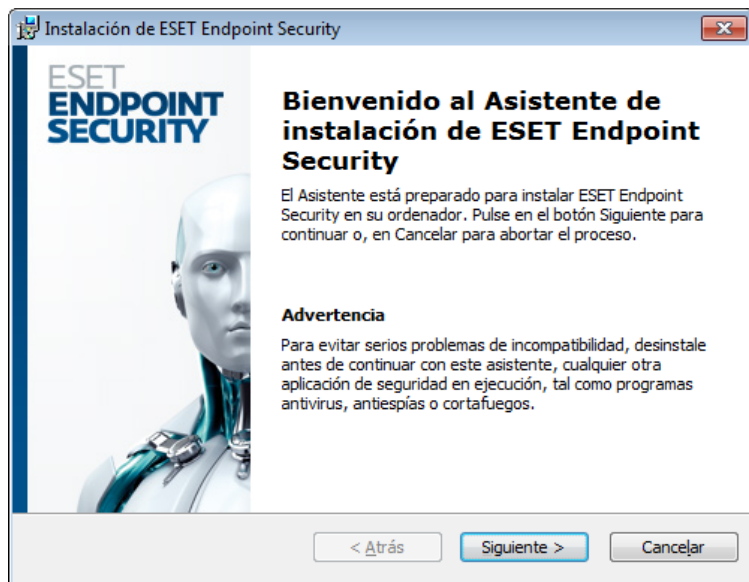 Instalación de ESET Endpoint Security
ESET
ENDPOINT
SECURITY
Bienvenido al Asistente de
instalación de ESET Endpoint
Security
El Asistente está preparado para instalar ESET Endpoint
Security en su ordenador. Pulse en el botón Siguiente para
continuar o, en Cancelar para abortar el proceso.
Advertencia
Para evitar serios problemas de incompatibilidad, desinstale
antes de continuar con este asistente, cualquier otra
aplicación de seguridad en ejecución, tal como programas
antivirus, antiespías o cortafuegos.
< Atrás
Siguiente >
Cancelar